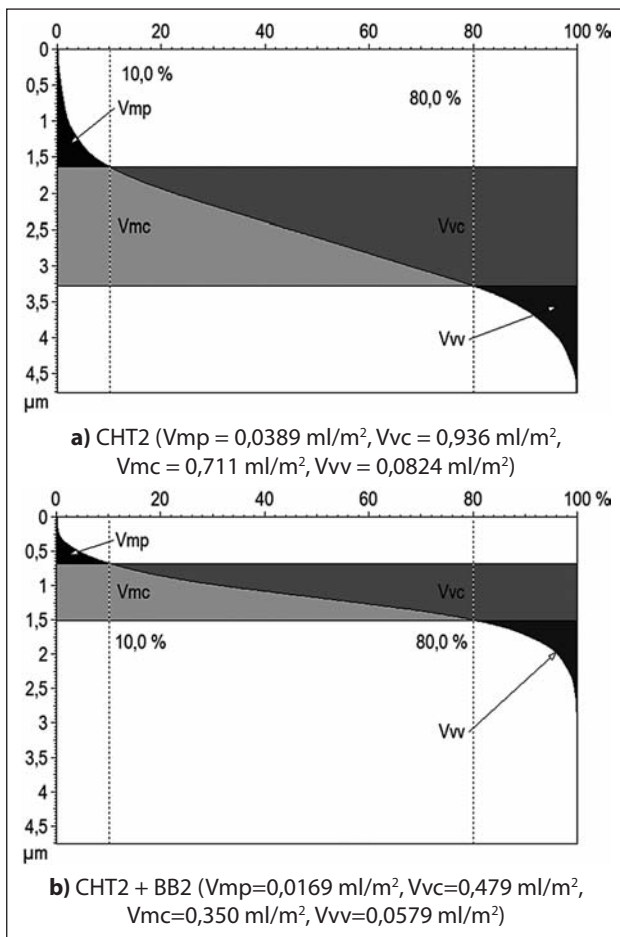 0 20 40 60 80 100 %
0
10,0 %
80,0 %
0,5
Vmp
1
1,5
2
Vmc Vvc
2,5
3
3,5
Vvv
4
4,5
µm
a) CHT2 (Vmp = 0,0389 ml/m², Vvc = 0,936 ml/m²,
Vmc = 0,711 ml/m², Vvv = 0,0824 ml/m²)
0 20 40 60 80 100 %
0
Vmp
0,5
1
Vmc Vvc
1,5
10,0 % 80,0 %
2
2,5
3
Vvv
3,5
4
4,5
µm
b) CHT2 + BB2 (Vmp=0,0169 ml/m², Vvc=0,479 ml/m²,
Vmc=0,350 ml/m², Vvv=0,0579 ml/m²)